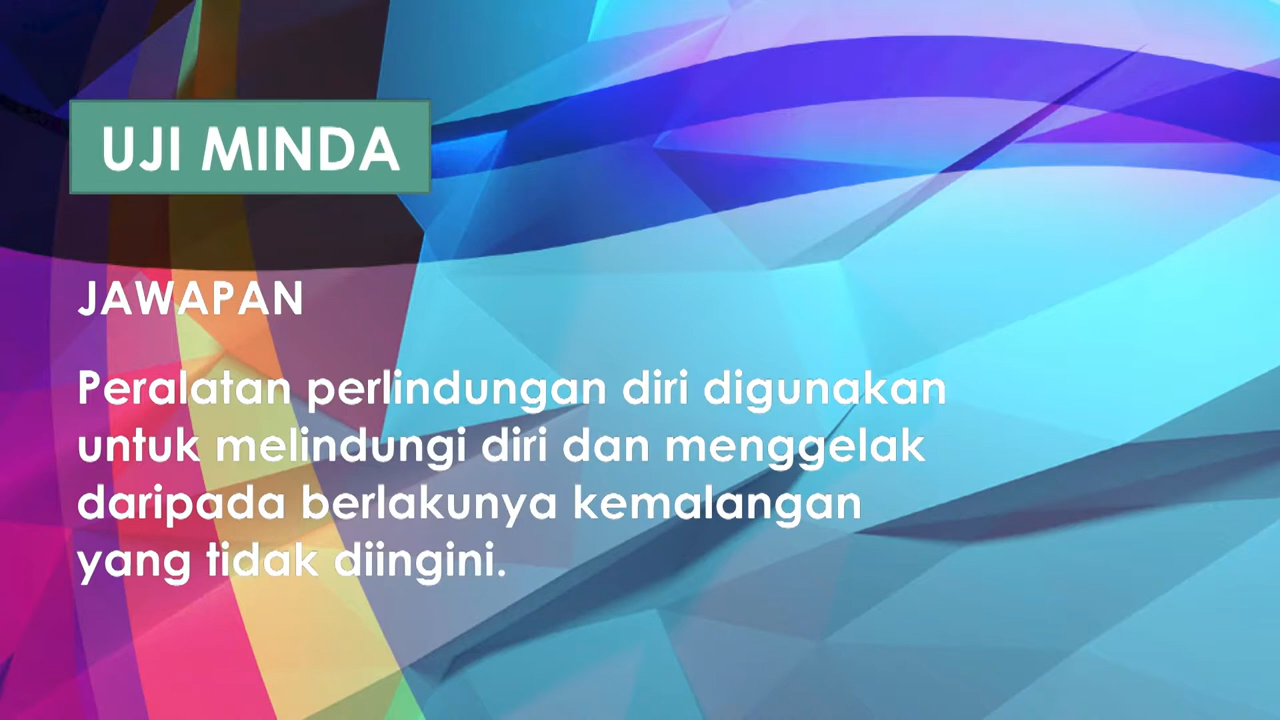 UJI MINDA
JAWAPAN
Peralatan perlindungan diri digunakan
untuk melindungi diri dan menggelak
daripada berlakunya kemalangan
yang tidak diingini.